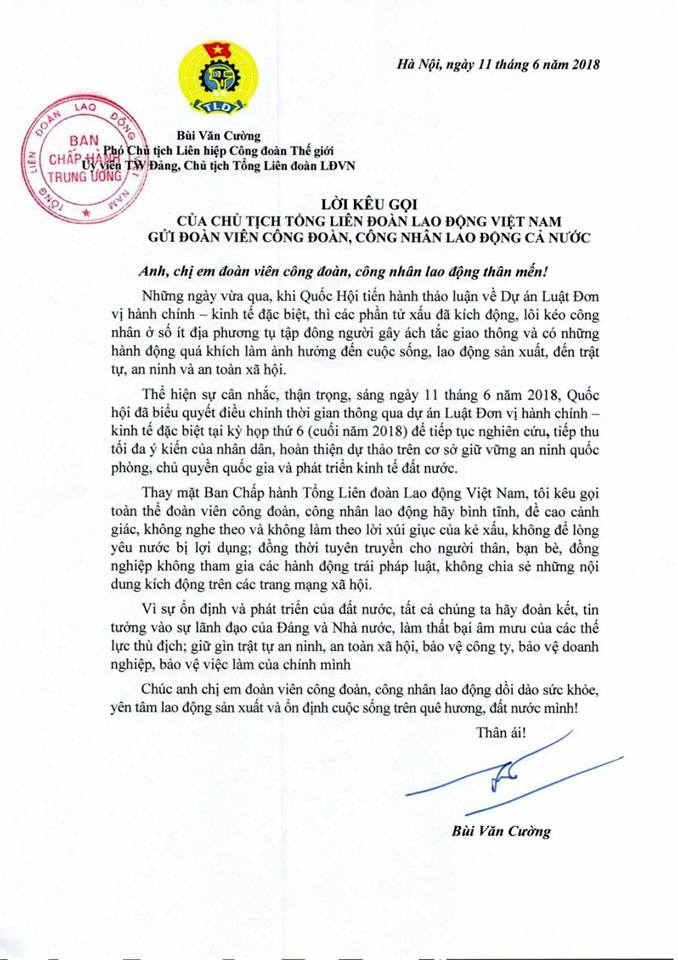 Hà Nội, ngày 11 tháng 6 năm 2018
TLĐ
TỔNG LIÊN ĐOÀN LAO ĐỘNG VIỆT NAM
BAN
CHẤP HÀNH
TRUNG ƯƠNG
Bùi Văn Cường
Phó Chủ tịch Liên hiệp Công đoàn Thế giới
Ủy viên TW Đảng, Chủ tịch Tổng Liên đoàn LĐVN
LỜI KÊU GỌI
CỦA CHỦ TỊCH TỔNG LIÊN ĐOÀN LAO ĐỘNG VIỆT NAM
GỬI ĐOÀN VIÊN CÔNG ĐOÀN, CÔNG NHÂN LAO ĐỘNG CẢ NƯỚC
Anh, chị em đoàn viên công đoàn, công nhân lao động thân mến!
Những ngày vừa qua, khi Quốc Hội tiến hành thảo luận về Dự án Luật Đơn
vị hành chính – kinh tế đặc biệt, thì các phần tử xấu đã kích động, lôi kéo công
nhân ở số ít địa phương tụ tập đông người gây ách tắc giao thông và có những
hành động quá khích làm ảnh hưởng đến cuộc sống, lao động sản xuất, đến trật
tự, an ninh và an toàn xã hội.
Thể hiện sự cân nhắc, thận trọng, sáng ngày 11 tháng 6 năm 2018, Quốc
hội đã biểu quyết điều chỉnh thời gian thông qua dự án Luật Đơn vị hành chính –
kinh tế đặc biệt tại kỳ họp thứ 6 (cuối năm 2018) để tiếp tục nghiên cứu, tiếp thu
tối đa ý kiến của nhân dân, hoàn thiện dự thảo trên cơ sở giữ vững an ninh quốc
phòng, chủ quyền quốc gia và phát triển kinh tế đất nước.
Thay mặt Ban Chấp hành Tổng Liên đoàn Lao động Việt Nam, tôi kêu gọi
toàn thể đoàn viên công đoàn, công nhân lao động hãy bình tĩnh, đề cao cảnh
giác, không nghe theo và không làm theo lời xúi giục của kẻ xấu, không để lòng
yêu nước bị lợi dụng; đồng thời tuyên truyền cho người thân, bạn bè, đồng
nghiệp không tham gia các hành động trái pháp luật, không chia sẻ những nội
dung kích động trên các trang mạng xã hội.
Vì sự ổn định và phát triển của đất nước, tất cả chúng ta hãy đoàn kết, tin
tưởng vào sự lãnh đạo của Đảng và Nhà nước, làm thất bại âm mưu của các thế
lực thù địch; giữ gìn trật tự an ninh, an toàn xã hội, bảo vệ công ty, bảo vệ doanh
nghiệp, bảo vệ việc làm của chính mình
Chúc anh chị em đoàn viên công đoàn, công nhân lao động dồi dào sức khỏe,
yên tâm lao động sản xuất và ổn định cuộc sống trên quê hương, đất nước mình!
Thân ái!
Bùi Văn Cường